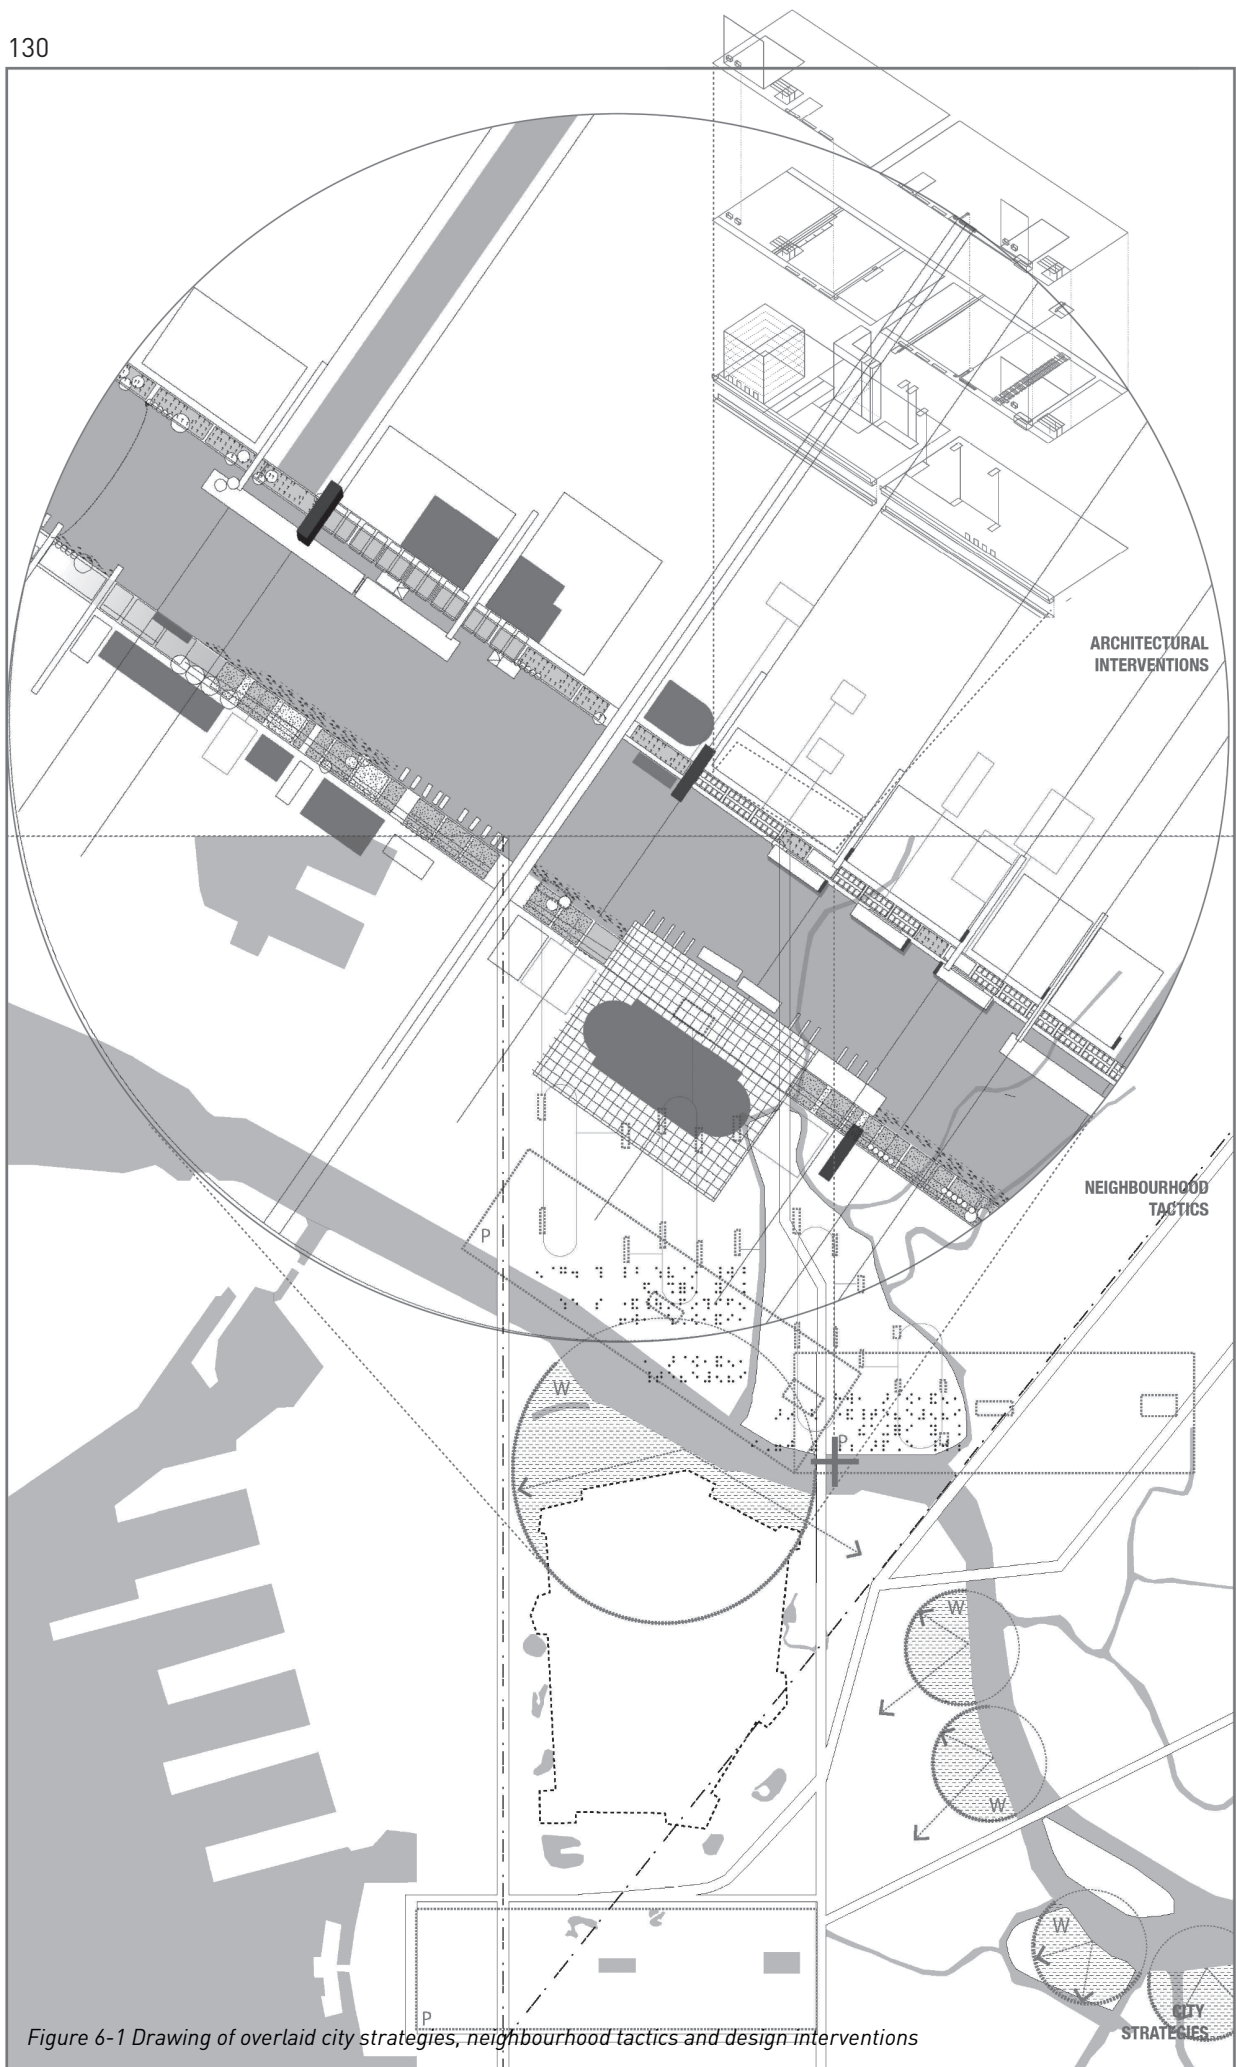 130
ARCHITECTURAL
INTERVENTIONS
NEIGHBOURHOOD
TACTICS
P
W
P
W
W
W
P
CITY
STRATEGIES
Figure 6-1 Drawing of overlaid city strategies, neighbourhood tactics and design interventions